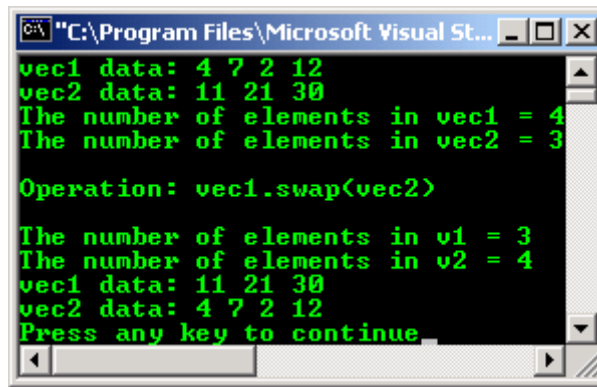 "C:\Program Files\Microsoft Visual St...
vec1 data: 4 7 2 12
vec2 data: 11 21 30
The number of elements in vec1 = 4
The number of elements in vec2 = 3
Operation: vec1.swap(vec2)
The number of elements in v1 = 3
The number of elements in v2 = 4
vec1 data: 11 21 30
vec2 data: 4 7 2 12
Press any key to continue_